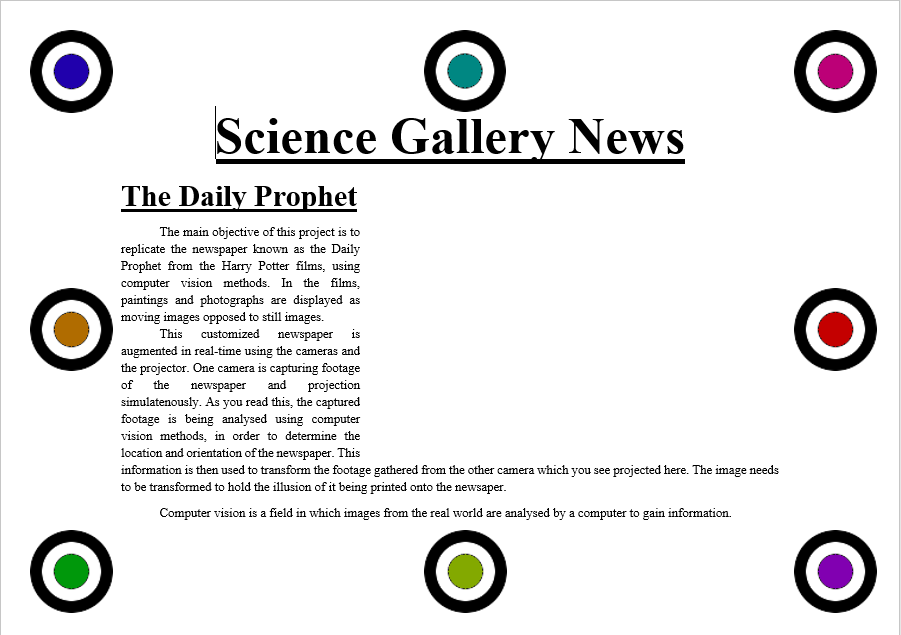 Science Gallery News
The Daily Prophet
The main objective of this project is to
replicate the newspaper known as the Daily
Prophet from the Harry Potter films, using
computer vision methods. In the films,
paintings and photographs are displayed as
moving images opposed to still images.
This customized newspaper is
augmented in real-time using the cameras and
the projector. One camera is capturing footage
of the newspaper and projection
simulatenously. As you read this, the captured
footage is being analysed using computer
vision methods, in order to determine the
location and orientation of the newspaper. This
information is then used to transform the footage gathered from the other camera which you see projected here. The image needs
to be transformed to hold the illusion of it being printed onto the newsaper.
Computer vision is a field in which images from the real world are analysed by a computer to gain information.